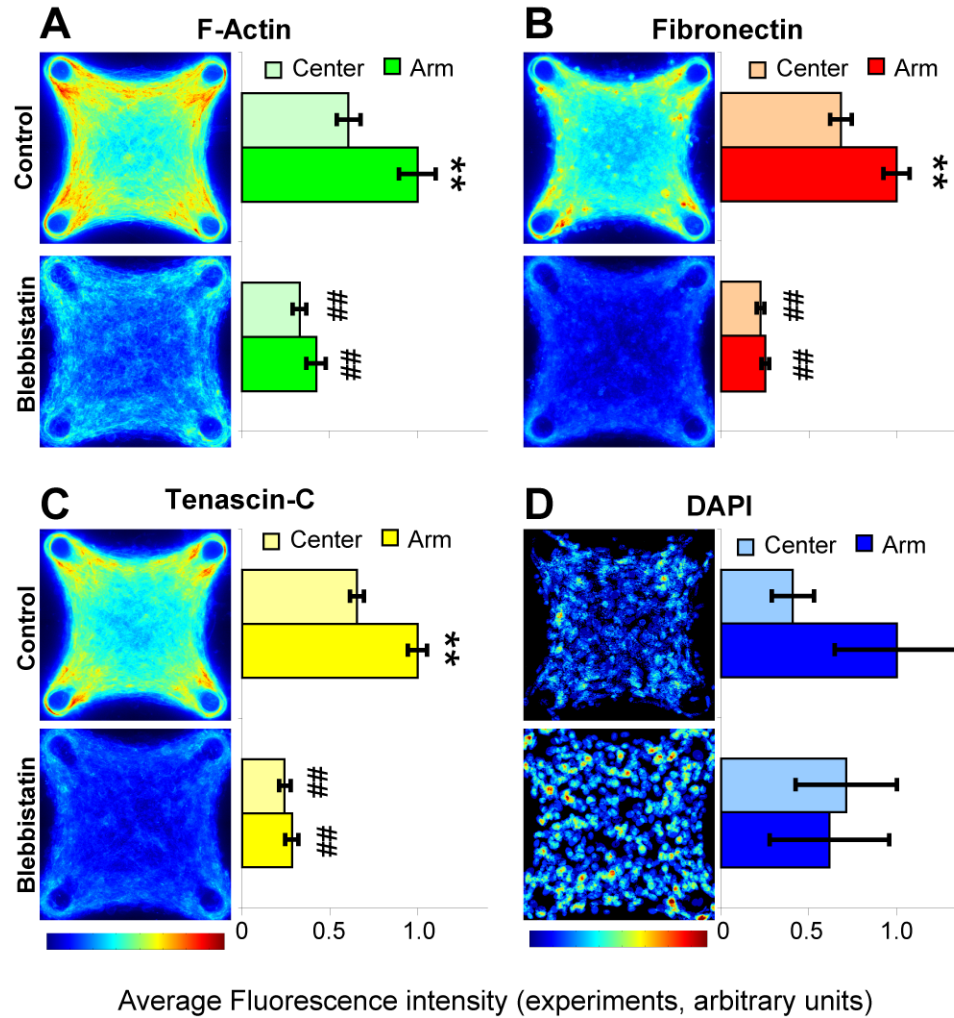 A
F-Actin
Center Arm
Control
**
Blebbistatin
##
##
B
Fibronectin
Center Arm
**
##
##
C
Tenascin-C
Center Arm
Control
**
Blebbistatin
##
##
0 0.5 1.0
D
DAPI
Center Arm
0 0.5 1.0
Average Fluorescence intensity (experiments, arbitrary units)